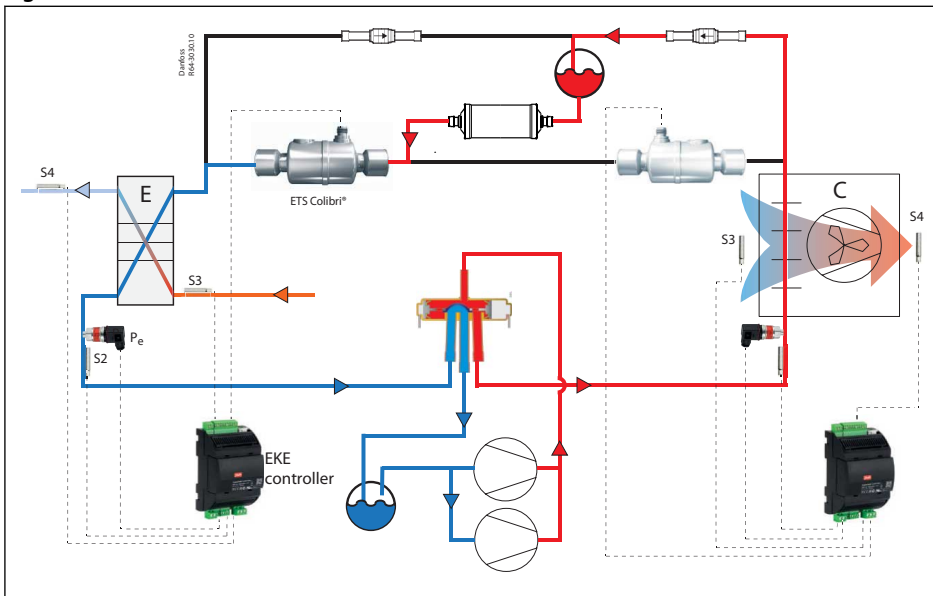 Danfoss
R64-3030.10
S4
E
ETS Colibri®
C
S3
S4
S3
Pe
S2
EKE
controller